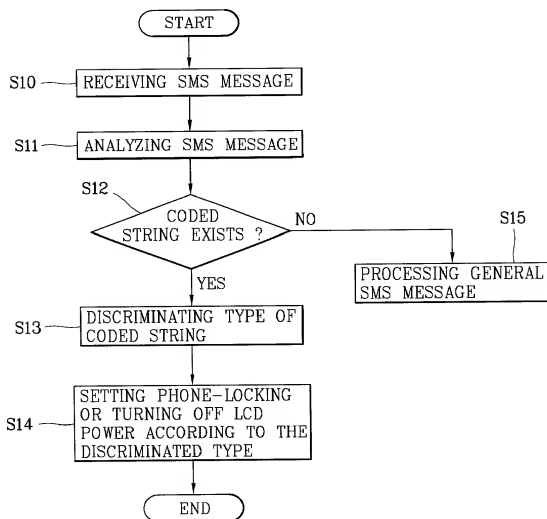 START
S10
RECEIVING SMS MESSAGE
S11
ANALYZING SMS MESSAGE
S12
CODED
STRING EXISTS ?
NO
YES
S15
PROCESSING GENERAL
SMS MESSAGE
S13
DISCRIMINATING TYPE OF
CODED STRING
S14
SETTING PHONE-LOCKING
OR TURNING OFF LCD
POWER ACCORDING TO THE
DISCRIMINATED TYPE
END